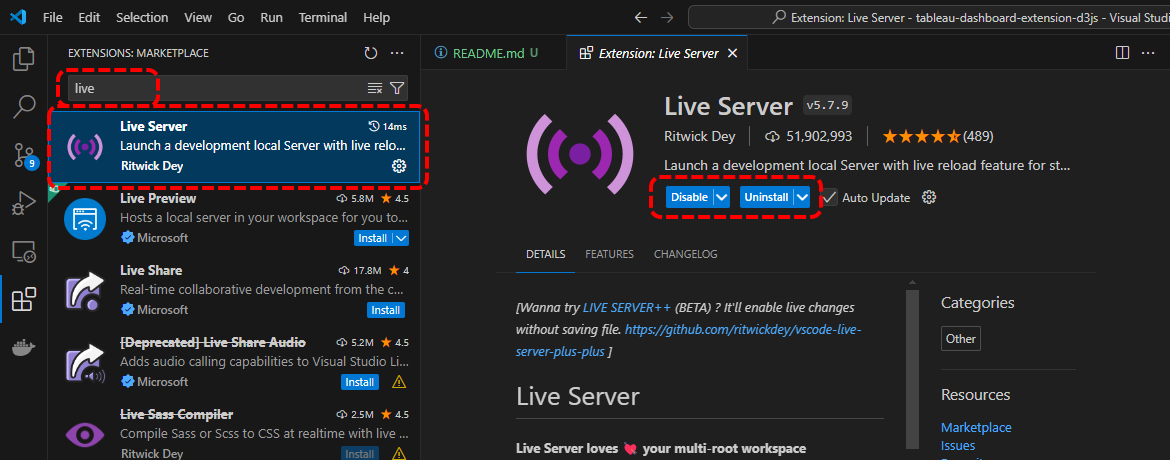 File Edit Selection View Go Run Terminal Help
Extension: Live Server - tableau-dashboard-extension-d3js - Visual Studio
EXTENSIONS: MARKETPLACE
live
Live Server 14ms
Launch a development local Server with live relo...
Ritwick Dey
Live Preview 5.8M 4.5
Hosts a local server in your workspace for you to...
Microsoft Install
Live Share 17.8M 4
Real-time collaborative development from the c...
Microsoft Install
[Deprecated] Live Share Audio 5.2M 4.5
Adds audio calling capabilities to Visual Studio Li...
Microsoft Install
Live Sass Compiler 2.5M 4.5
Compile Sass or Scss to CSS at realtime with live ...
Ritwick Dey Install
9
README.md U
Extension: Live Server
Live Server v5.7.9
Ritwick Dey 51,902,993 (489)
Launch a development local Server with live reload feature for st...
Disable Uninstall Auto Update
DETAILS FEATURES CHANGELOG
[Wanna try LIVE SERVER++ (BETA) ? It'll enable live changes
without saving file. https://github.com/ritwickdey/vscode-live-
server-plus-plus ]
Live Server
Live Server loves 💘 your multi-root workspace
Categories
Other
Resources
Marketplace
Issues